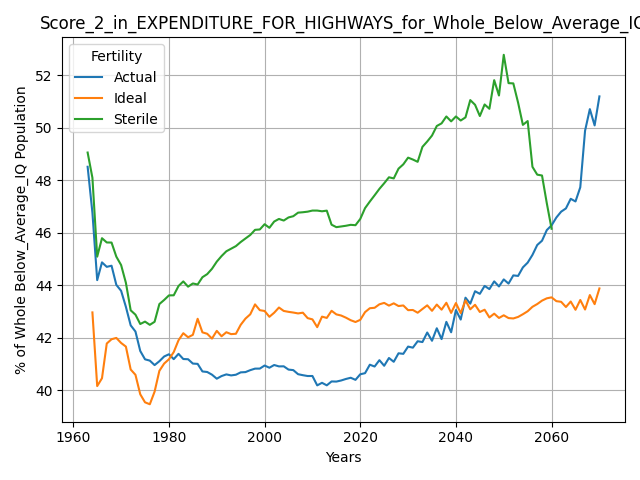 Score_2_in_EXPENDITURE_FOR_HIGHWAYS_for_Whole_Below_Average_IQ
Fertility
Actual
Ideal
Sterile
% of Whole Below_Average_IQ Population
52
50
48
46
44
42
40
1960
1980
2000
2020
2040
2060
Years